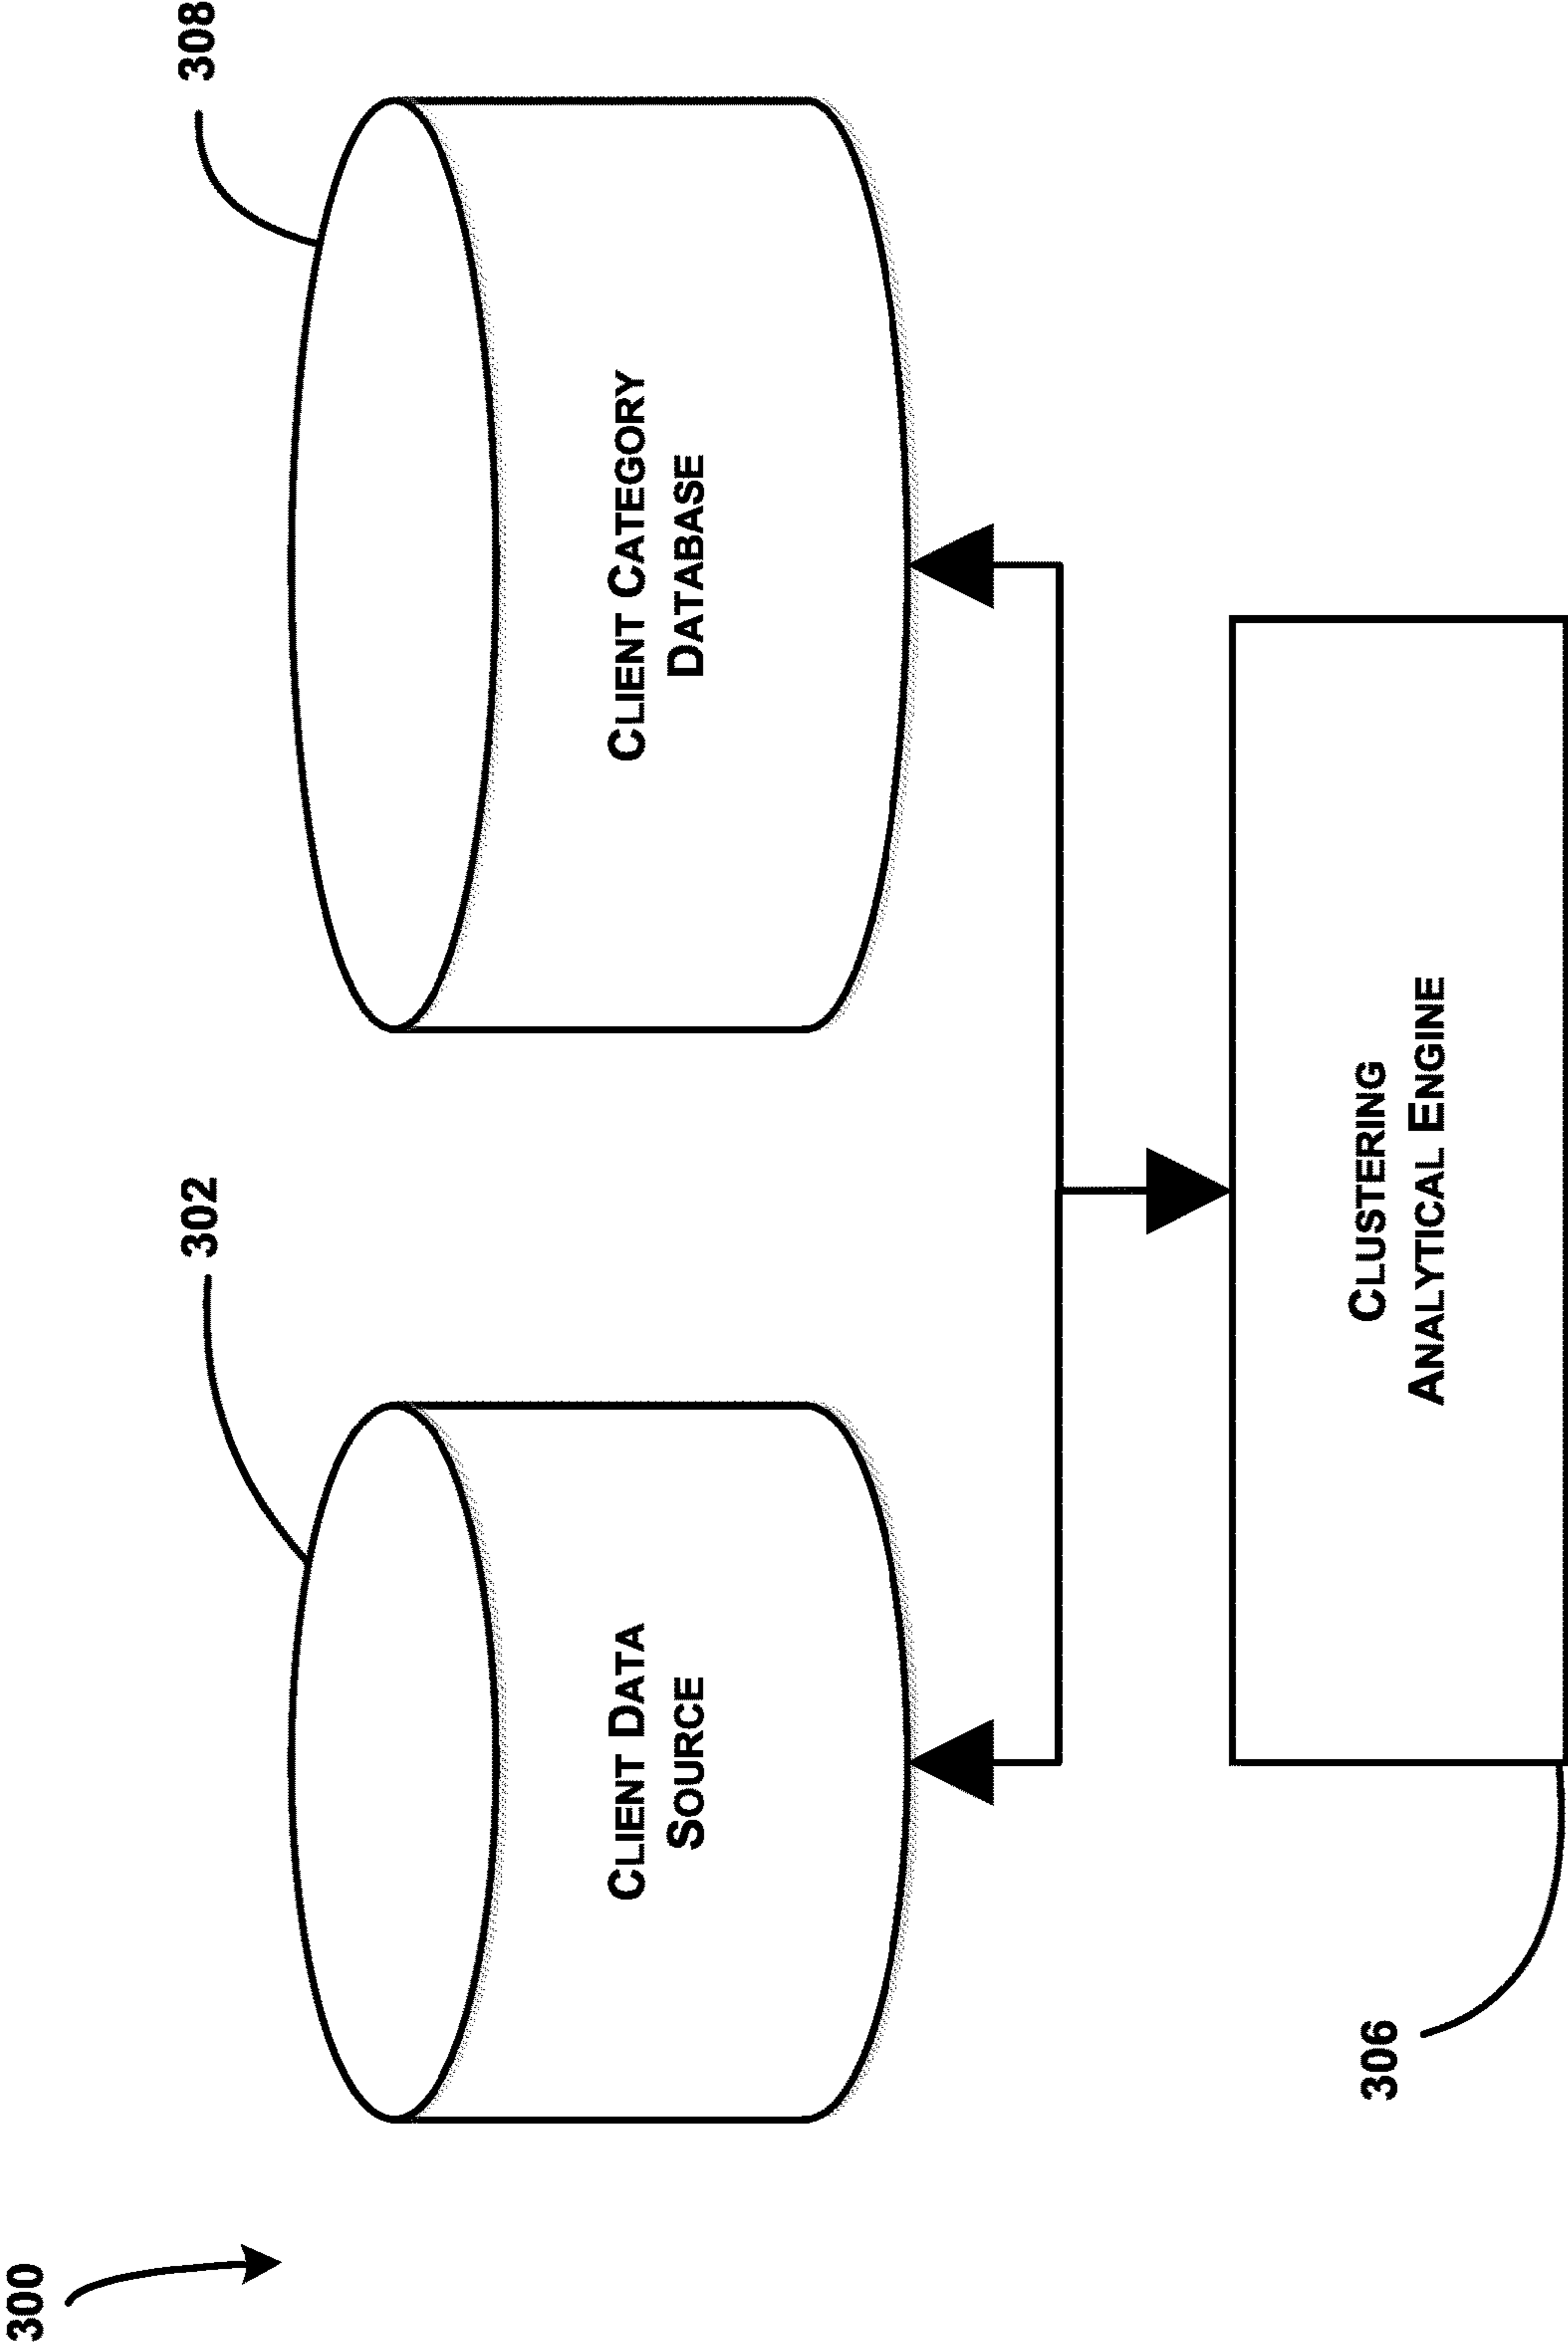 300
302
308
CLIENT DATA
SOURCE
CLIENT CATEGORY
DATABASE
CLUSTERING
ANALYTICAL ENGINE
306